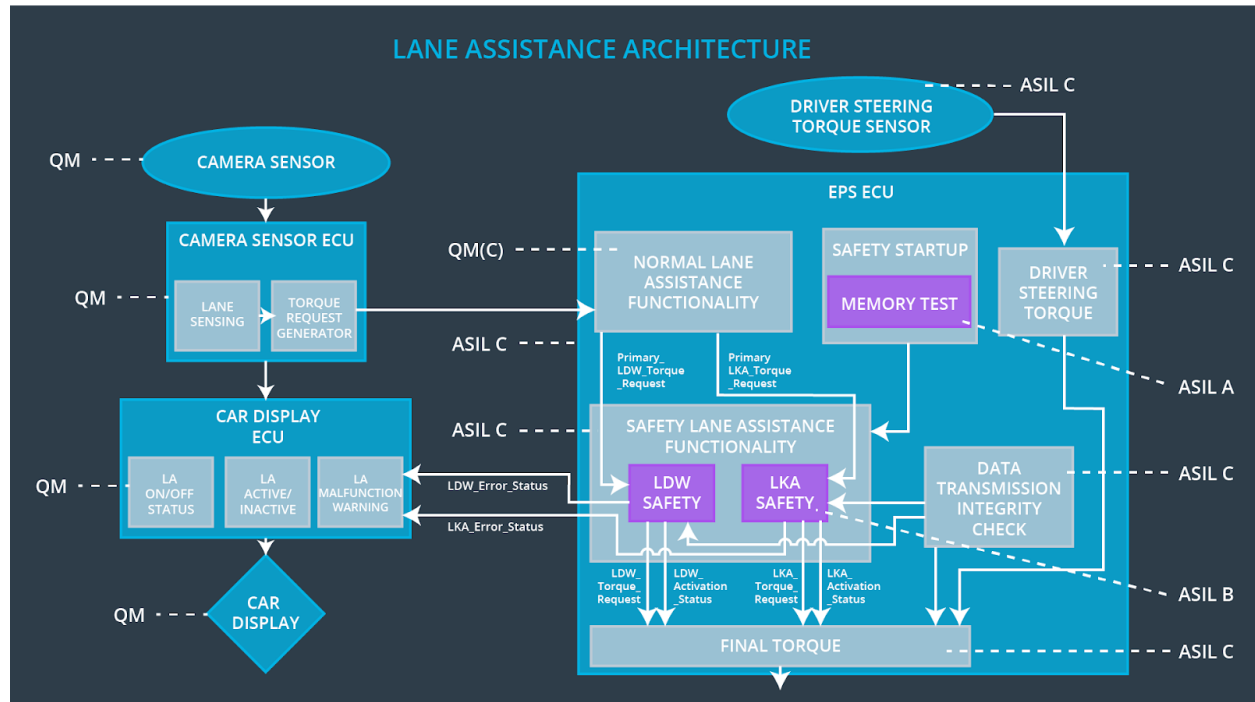 LANE ASSISTANCE ARCHITECTURE
ASIL C
DRIVER STEERING
TORQUE SENSOR
QM
CAMERA SENSOR
EPS ECU
CAMERA SENSOR ECU
QM(C)
NORMAL LANE
ASSISTANCE
FUNCTIONALITY
SAFETY STARTUP
MEMORY TEST
DRIVER
STEERING
TORQUE
ASIL C
QM
LANE
SENSING
TORQUE
REQUEST
GENERATOR
ASIL C
Primary_
LDW_Torque
_Request
Primary
LKA_Torque
_Request
ASIL A
CAR DISPLAY
ECU
ASIL C
SAFETY LANE ASSISTANCE
FUNCTIONALITY
QM
LA
ON/OFF
STATUS
LA
ACTIVE/
INACTIVE
LA
MALFUNCTION
WARNING
LDW_Error_Status
LKA_Error_Status
LDW
SAFETY
LKA
SAFETY
DATA
TRANSMISSION
INTEGRITY
CHECK
ASIL C
LDW_
Torque_
Request
LDW_
Activation
_Status
LKA_
Torque_
Request
LKA_
Activation
_Status
ASIL B
QM
CAR
DISPLAY
FINAL TORQUE
ASIL C